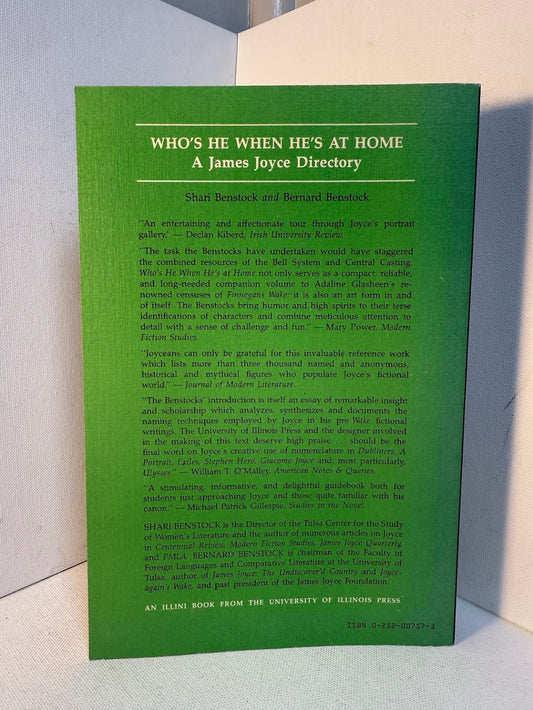 WHO'S HE WHEN HE'S AT HOME
A James Joyce Directory
Shari Benstock and Bernard Benstock
"An entertaining and affectionate tour through Joyce's portrait
gallery." — Declan Kiberd, Irish University Review.
"The task the Benstocks have undertaken would have staggered
the combined resources of the Bell System and Central Casting.
Who's He When He's at Home not only serves as a compact, reliable,
and long-needed companion volume to Adaline Glasheen's re-
nowned censuses of Finnegans Wake: it is also an art form in and
of itself. The Benstocks bring humor and high spirits to their terse
identifications of characters and combine meticulous attention to
detail with a sense of challenge and fun." — Mary Power, Modern
Fiction Studies.
"Joyceans can only be grateful for this invaluable reference work
which lists more than three thousand named and anonymous,
historical and mythical figures who populate Joyce's fictional
world." — Journal of Modern Literature.
"The Benstocks' introduction is itself an essay of remarkable insight
and scholarship which analyzes, synthesizes and documents the
naming techniques employed by Joyce in his pre-Wake fictional
writings. The University of Illinois Press and the designer involved
in the making of this text deserve high praise. . . . should be the
final word on Joyce's creative use of nomenclature in Dubliners, A
Portrait, Exiles, Stephen Hero, Giacomo Joyce and, most particularly,
Ulysses." — William T. O'Malley, American Notes & Queries.
"A stimulating, informative, and delightful guidebook both for
students just approaching Joyce and those quite familiar with his
canon." — Michael Patrick Gillespie, Studies in the Novel.
SHARI BENSTOCK is the Director of the Tulsa Center for the Study
of Women's Literature and the author of numerous articles on Joyce
in Centennial Review, Modern Fiction Studies, James Joyce Quarterly,
and PMLA. BERNARD BENSTOCK is chairman of the Faculty of
Foreign Languages and Comparative Literature at the University of
Tulsa, author of James Joyce: The Undiscover'd Country and Joyce-
again's Wake, and past president of the James Joyce Foundation.
AN ILLINI BOOK FROM THE UNIVERSITY OF ILLINOIS PRESS
ISBN 0-252-00757-3